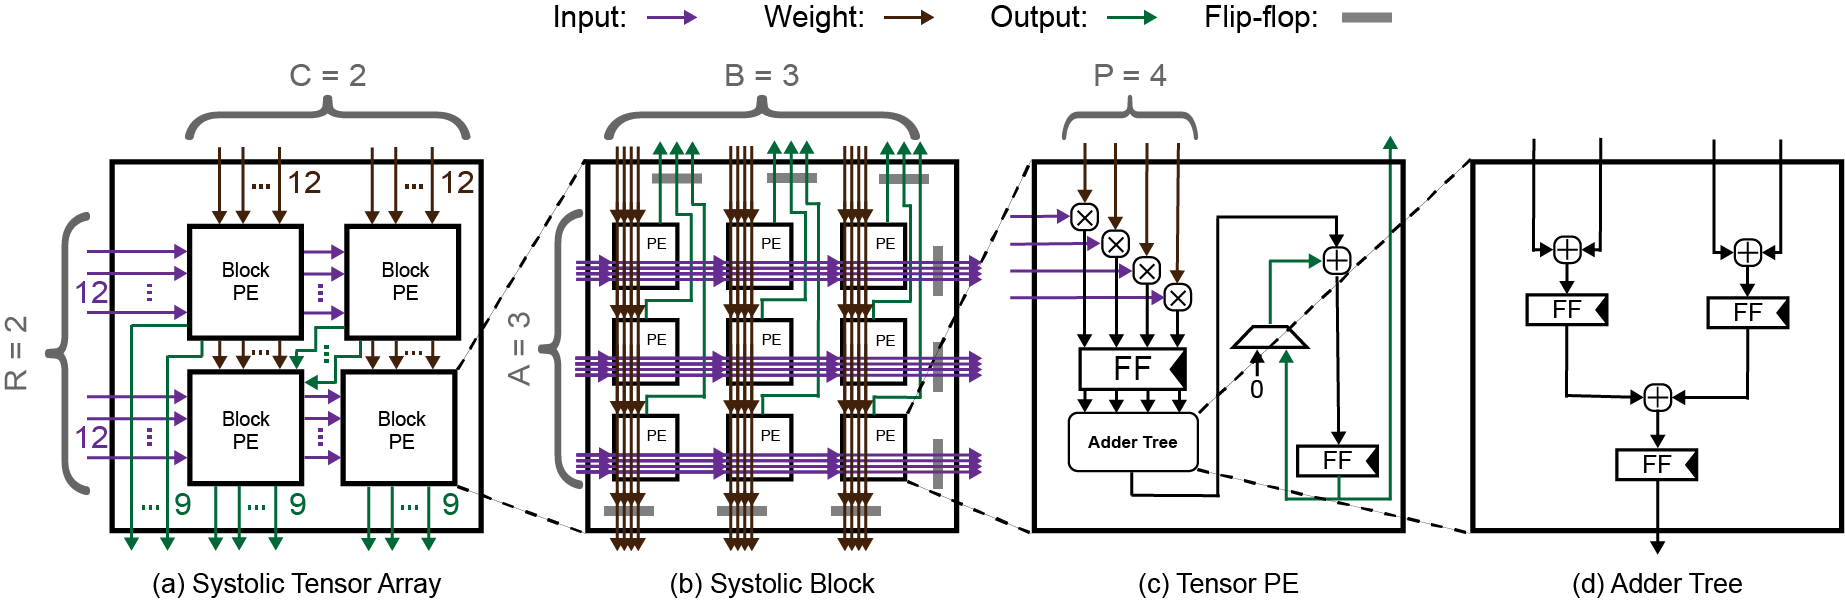 Input: Weight: Output: Flip-flop:
C = 2
B = 3
P = 4
R = 2
... 12
... 12
Block
PE
Block
PE
12 ...
...
... ...
...
Block
PE
Block
PE
12 ...
...
... 9
... 9
... 9
(a) Systolic Tensor Array
A = 3
PE PE PE
PE PE PE
PE PE PE
(b) Systolic Block
FF
Adder Tree
0
FF
(c) Tensor PE
FF FF
FF
(d) Adder Tree